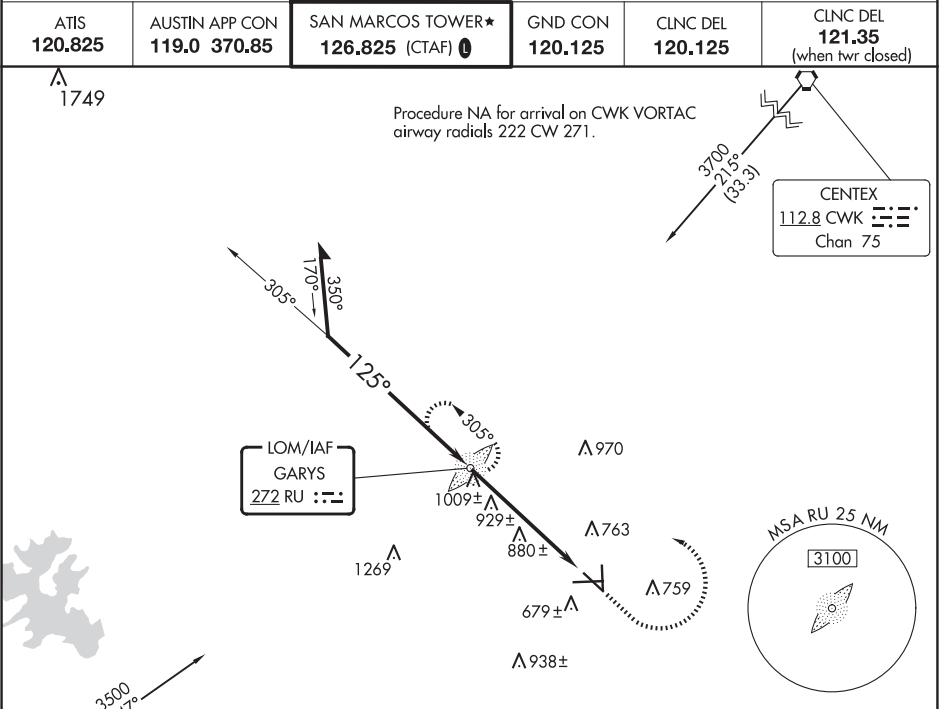 ATIS
120.825
AUSTIN APP CON
119.0 370.85
SAN MARCOS TOWER★
126.825 (CTAF) L
GND CON
120.125
CLNC DEL
120.125
CLNC DEL
121.35
(when twr closed)
1749
Procedure NA for arrival on CWK VORTAC
airway radials 222 CW 271.
3700
215°
(33.3)
CENTEX
112.8 CWK
Chan 75
305°
170°
350°
125°
305°
LOM/IAF
GARYS
272 RU
970
1009±
929±
880±
763
1269
759
679±
938±
MSA RU 25 NM
3100
3500